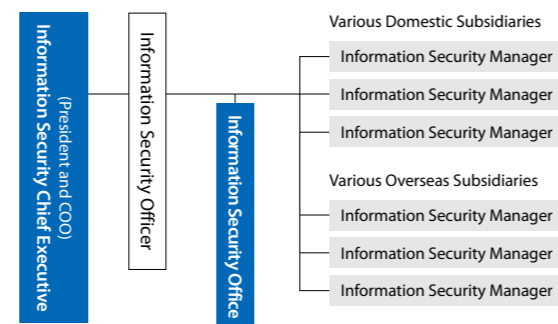 Information Security Chief Executive
(President and COO)
Information Security Officer
Information Security Office
Various Domestic Subsidiaries
Information Security Manager
Information Security Manager
Information Security Manager
Various Overseas Subsidiaries
Information Security Manager
Information Security Manager
Information Security Manager